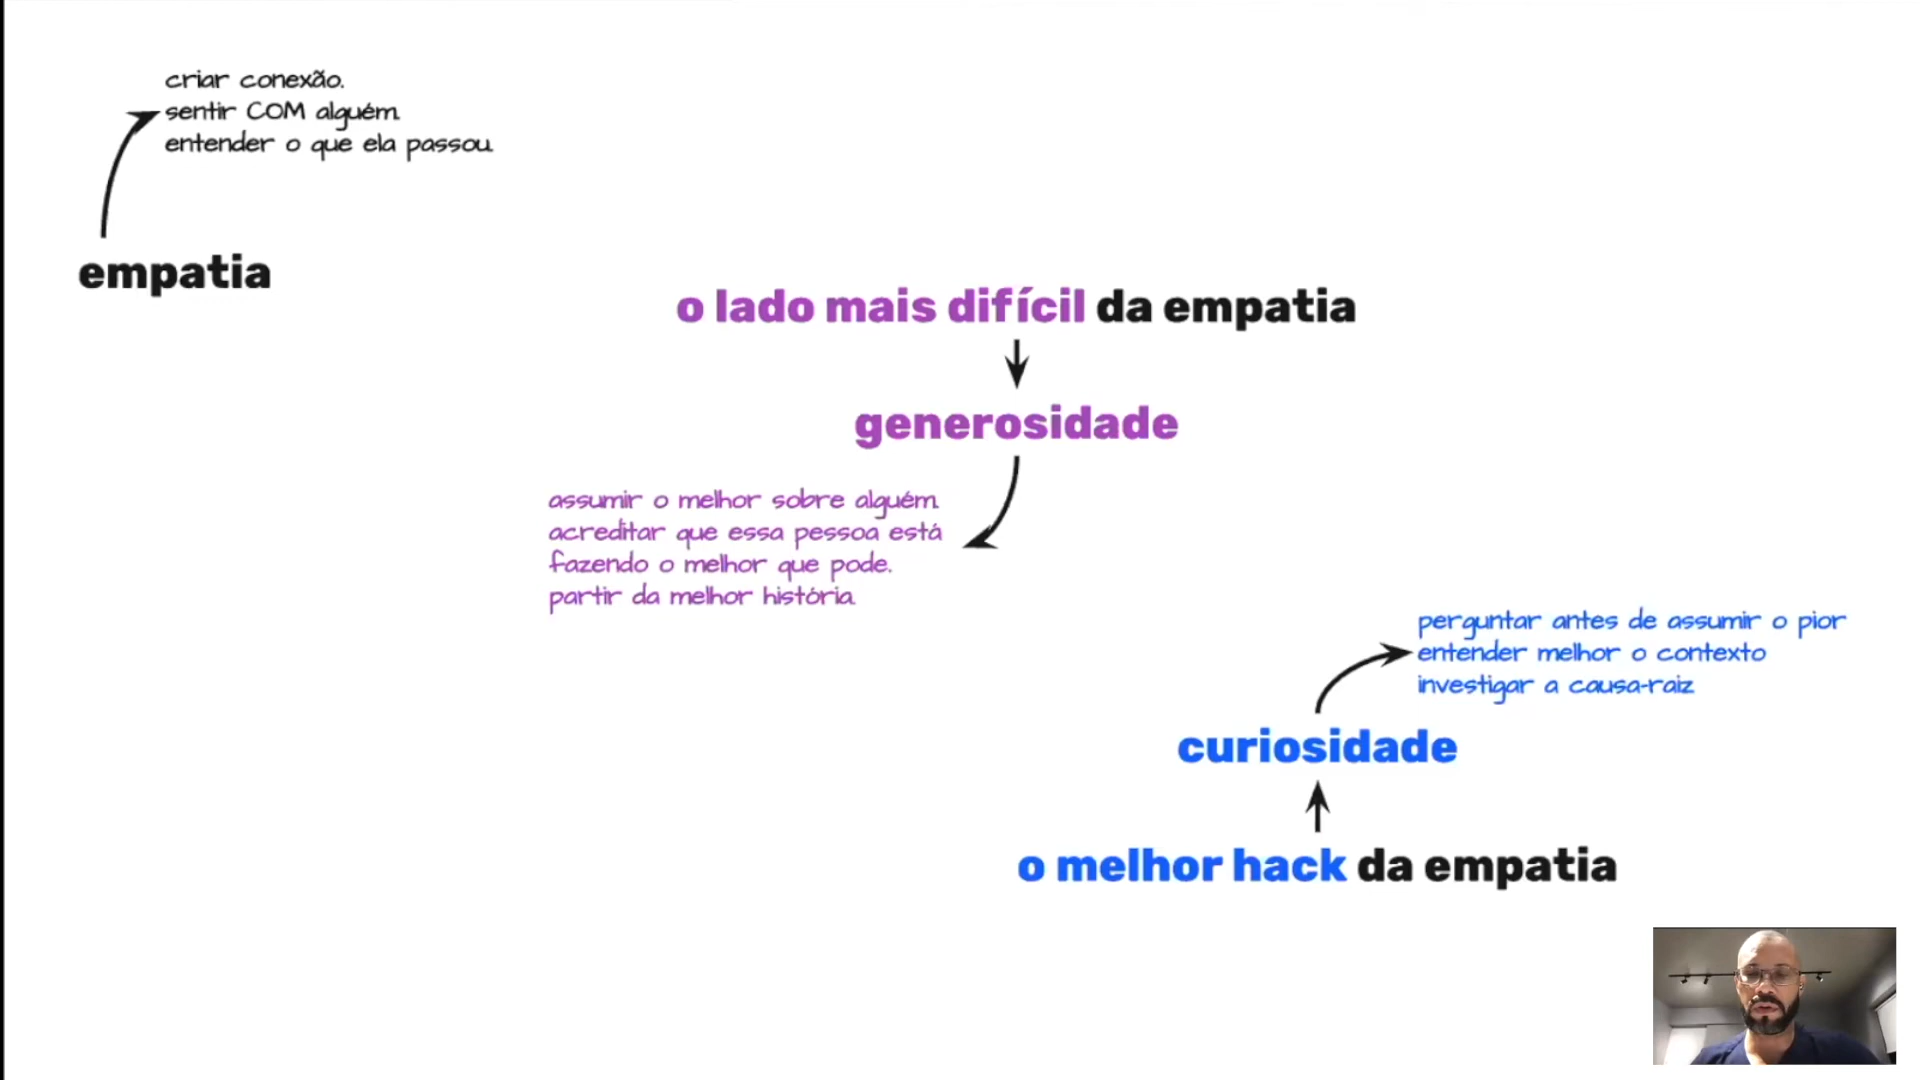 criar conexão.
sentir COM alguém.
entender o que ela passou.
empatia
o lado mais difícil da empatia
generosidade
assumir o melhor sobre alguém.
acreditar que essa pessoa está
fazendo o melhor que pode.
partir da melhor história.
perguntar antes de assumir o pior
entender melhor o contexto
investigar a causa-raiz
curiosidade
o melhor hack da empatia